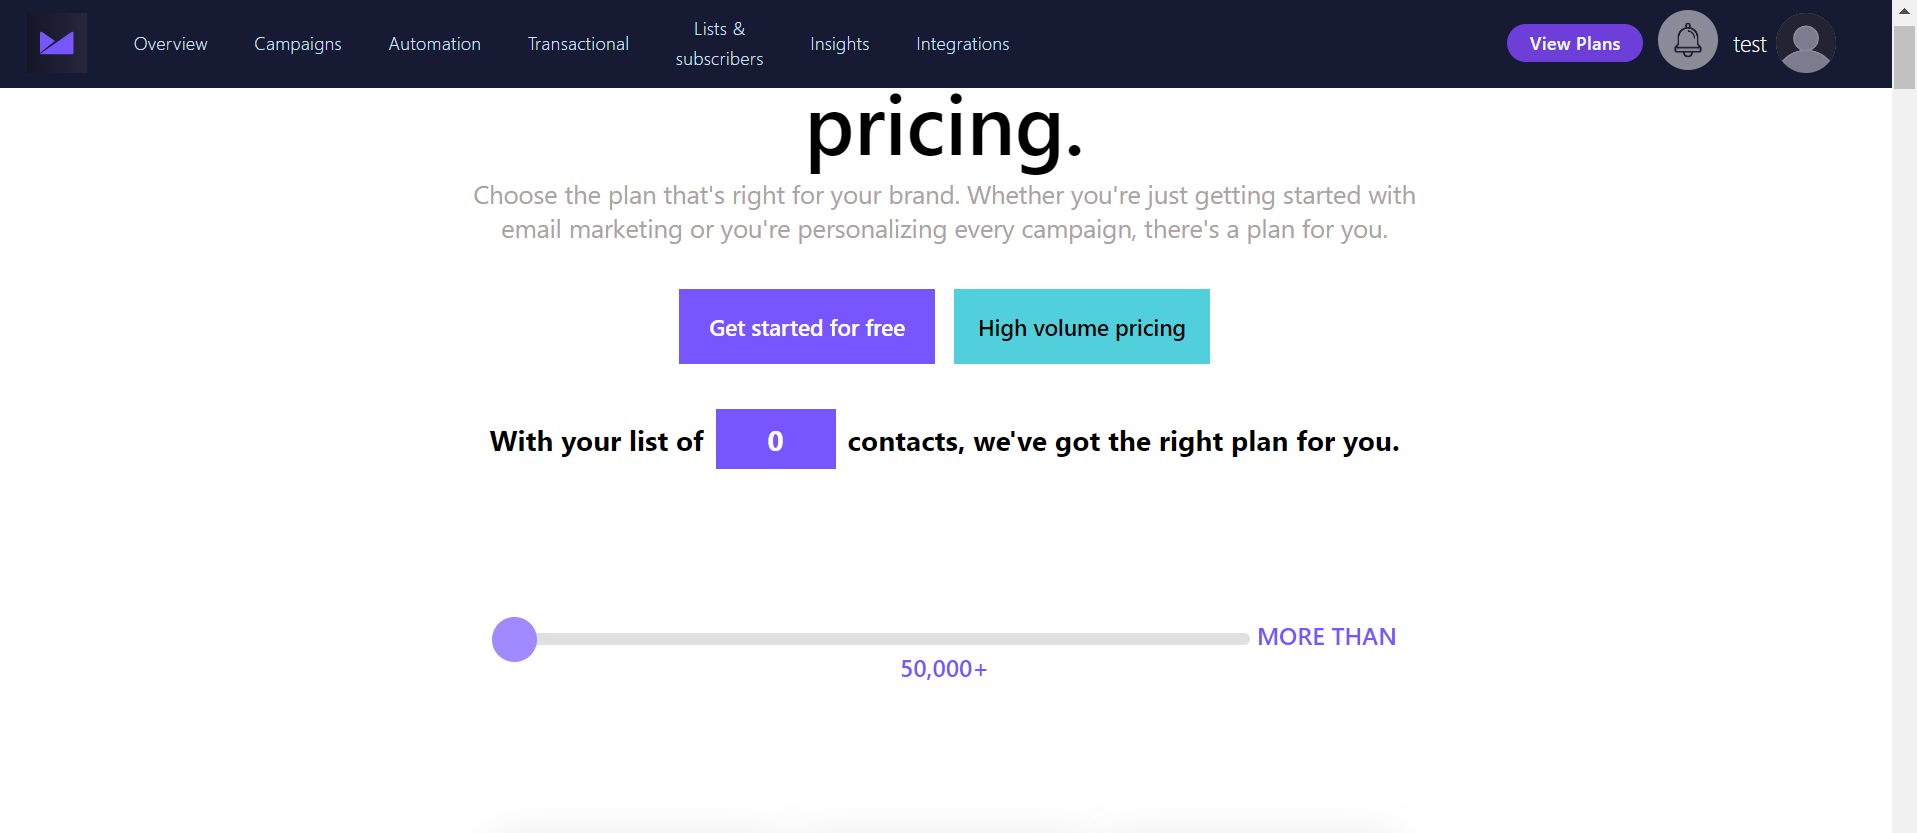 Overview
Campaigns
Automation
Transactional
Lists &
subscribers
Insights
Integrations
View Plans
test
pricing.
Choose the plan that's right for your brand. Whether you're just getting started with
email marketing or you're personalizing every campaign, there's a plan for you.
Get started for free
High volume pricing
With your list of 0 contacts, we've got the right plan for you.
MORE THAN
50,000+